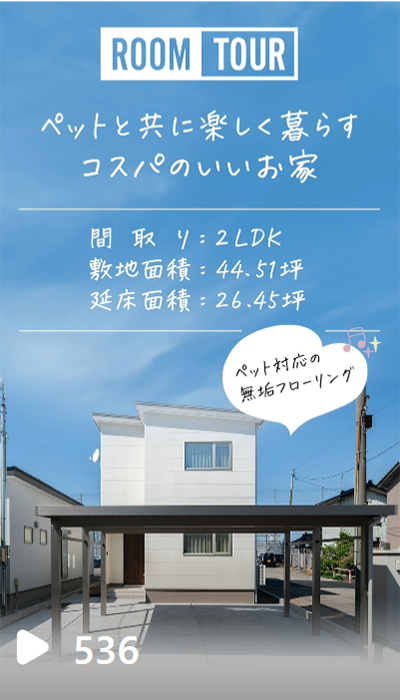 ROOM TOUR
ペットと共に楽しく暮らす
コスパのいいお家
間取り：2LDK
敷地面積：44.51坪
延床面積：26.45坪
ペット対応の
無垢フローリング
536